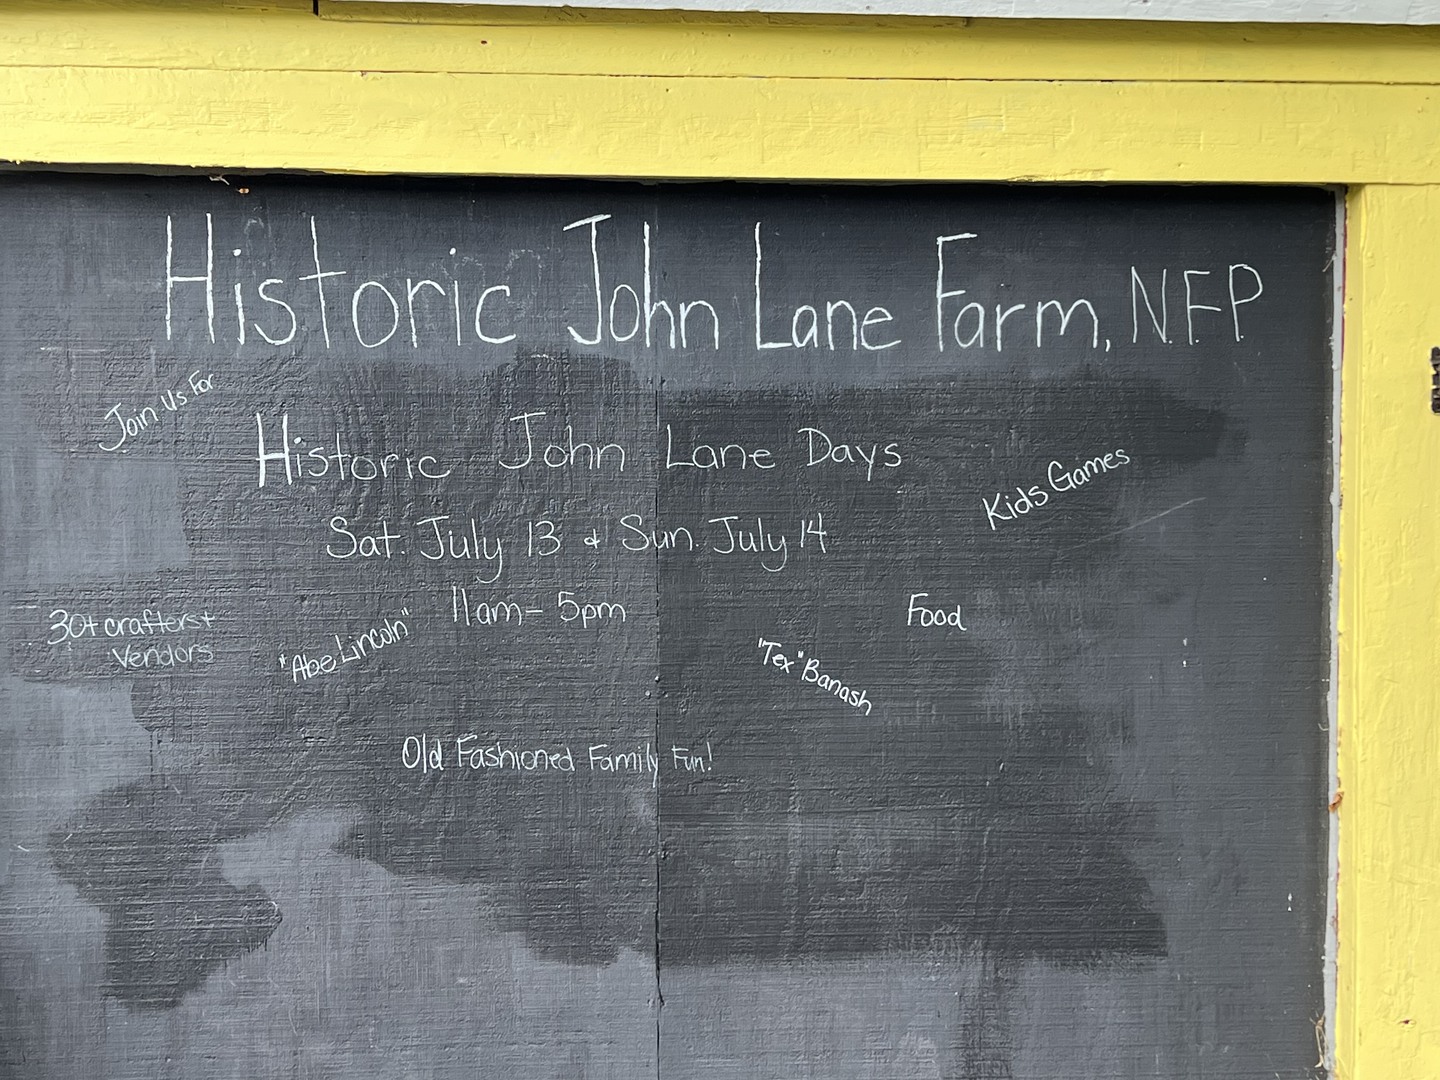 Historic John Lane Farm, N.F.P.
Join Us For
Historic John Lane Days
Kids Games
Sat. July 13 & Sun. July 14
11am - 5pm
Food
30+ crafters +
Vendors
"Abe Lincoln"
"Tex" Banash
Old Fashioned Family Fun!